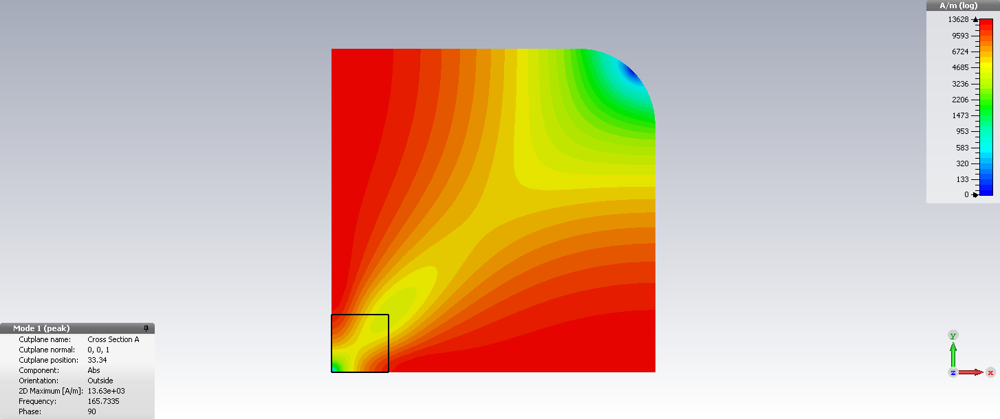 A/m (log)
13628
9593
6724
4685
3236
2206
1473
953
583
320
133
0
Mode 1 (peak)
Cutplane name: Cross Section A
Cutplane normal: 0, 0, 1
Cutplane position: 33.34
Component: Abs
Orientation: Outside
2D Maximum [A/m]: 13.63e+03
Frequency: 165.7335
Phase: 90
y
z x